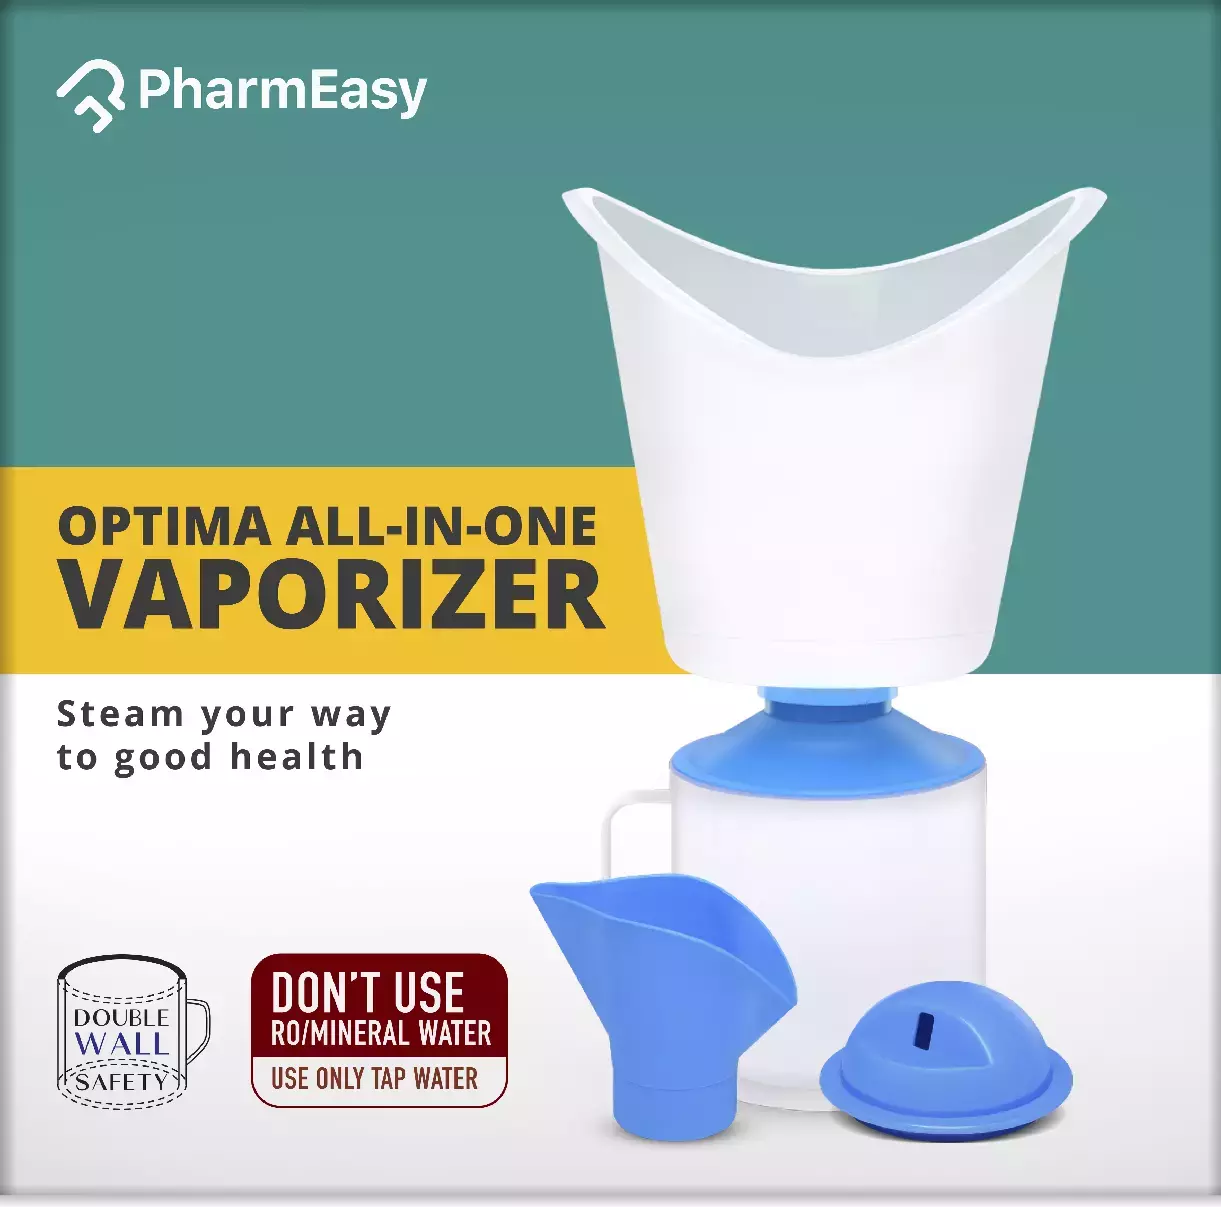 PharmEasy
OPTIMA ALL-IN-ONE
VAPORIZER
Steam your way
to good health
DOUBLE
WALL
SAFETY
DON'T USE
RO/MINERAL WATER
USE ONLY TAP WATER